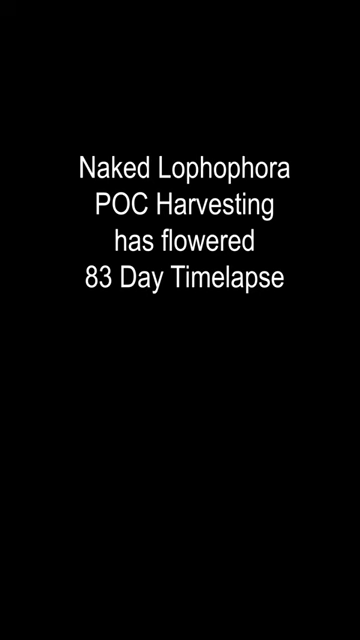 Naked Lophophora
POC Harvesting
has flowered
83 Day Timelapse